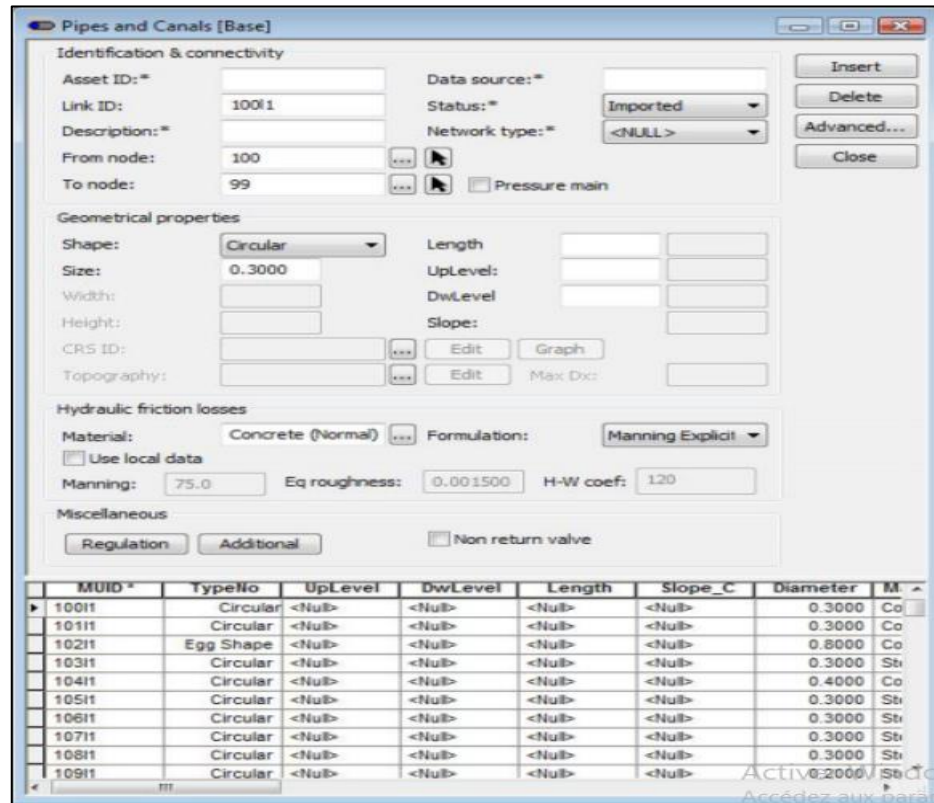 Pipes and Canals [Base]
Identification & connectivity
Asset ID:* Data source:* Insert
Link ID: 100l1 Status:* Imported Delete
Description:* Network type:* <NULL> Advanced...
From node: 100 ... Close
To node: 99 ... Pressure main
Geometrical properties
Shape: Circular Length
Size: 0.3000 UpLevel:
Width: DwLevel
Height: Slope:
CRS ID: ... Edit Graph
Topography: ... Edit Max Dx:
Hydraulic friction losses
Material: Concrete (Normal) ... Formulation: Manning Explicit
Use local data
Manning: 75.0 Eq roughness: 0.001500 H-W coef: 120
Miscellaneous
Regulation Additional Non return valve
MUID * TypeNo UpLevel DwLevel Length Slope_C Diameter M
100l1 Circular <Null> <Null> <Null> <Null> 0.3000 Co
101l1 Circular <Null> <Null> <Null> <Null> 0.3000 Co
102l1 Egg Shape <Null> <Null> <Null> <Null> 0.8000 Co
103l1 Circular <Null> <Null> <Null> <Null> 0.3000 Sto
104l1 Circular <Null> <Null> <Null> <Null> 0.4000 Co
105l1 Circular <Null> <Null> <Null> <Null> 0.3000 Sto
106l1 Circular <Null> <Null> <Null> <Null> 0.3000 Sto
107l1 Circular <Null> <Null> <Null> <Null> 0.3000 Sto
108l1 Circular <Null> <Null> <Null> <Null> 0.3000 Sto
109l1 Circular <Null> <Null> <Null> <Null> 0.2000 Sto
Accédez aux para